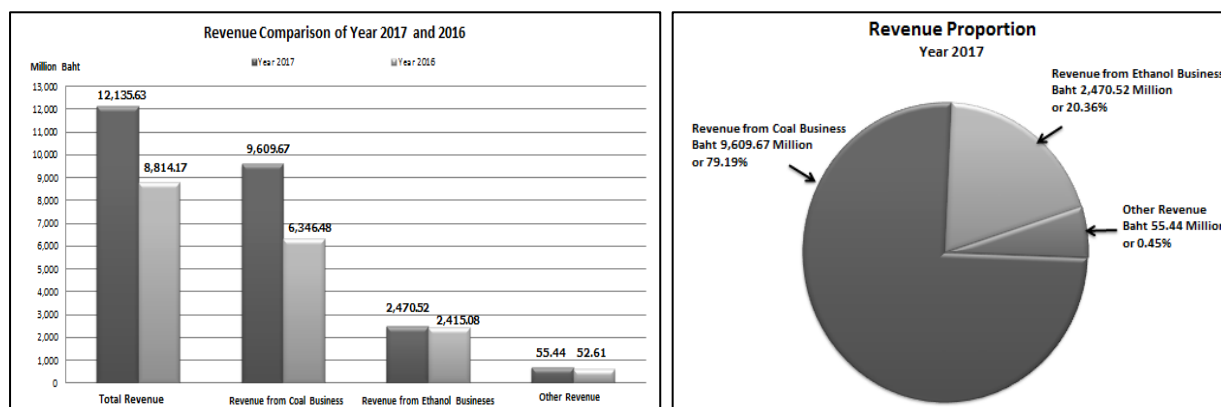 Revenue Comparison of Year 2017 and 2016
Year 2017
Year 2016
Million Baht
13,000
12,000
11,000
10,000
9,000
8,000
7,000
6,000
5,000
4,000
3,000
2,000
1,000
0
12,135.63
8,814.17
9,609.67
6,346.48
2,470.52
2,415.08
55.44
52.61
Total Revenue
Revenue from Coal Business
Revenue from Ethanol Busineses
Other Revenue
Revenue Proportion
Year 2017
Revenue from Ethanol Business
Baht 2,470.52 Million
or 20.36%
Revenue from Coal Business
Baht 9,609.67 Million
or 79.19%
Other Revenue
Baht 55.44 Million
or 0.45%